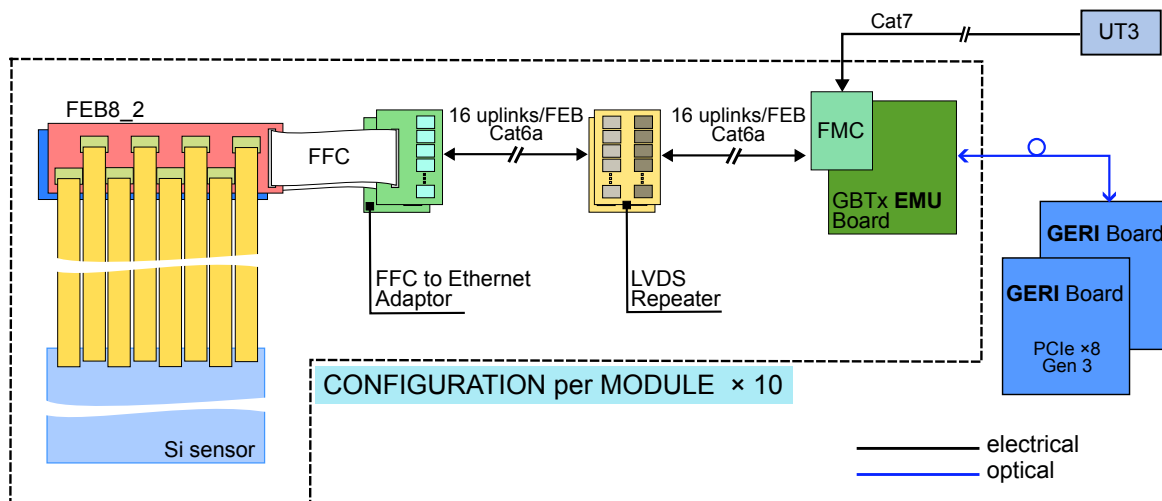 Cat7
UT3
FEB8_2
16 uplinks/FEB
Cat6a
16 uplinks/FEB
Cat6a
FFC
FMC
GBTx EMU
Board
FFC to Ethernet
Adaptor
LVDS
Repeater
GERI Board
GERI Board
PCIe ×8
Gen 3
CONFIGURATION per MODULE × 10
Si sensor
electrical
optical